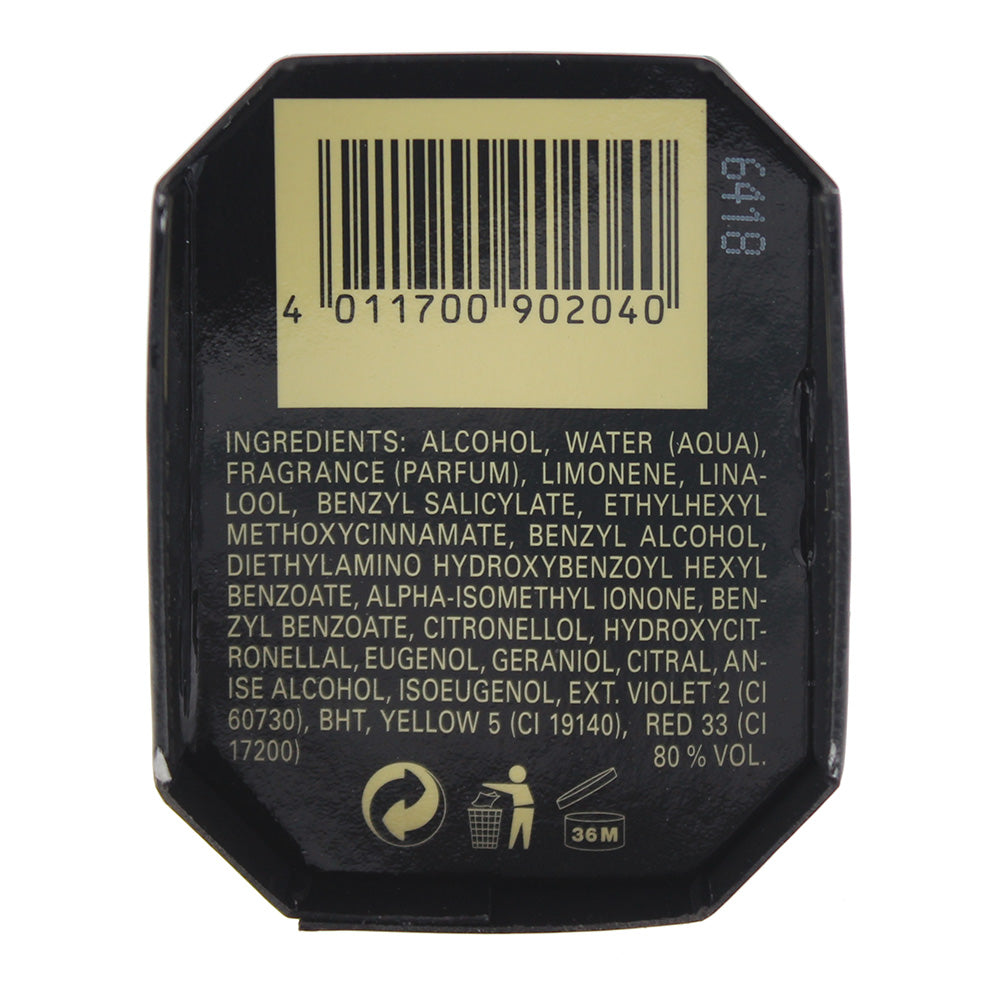 6418
4 011700 902040
INGREDIENTS: ALCOHOL, WATER (AQUA),
FRAGRANCE (PARFUM), LIMONENE, LINA-
LOOL, BENZYL SALICYLATE, ETHYLHEXYL
METHOXYCINNAMATE, BENZYL ALCOHOL,
DIETHYLAMINO HYDROXYBENZOYL HEXYL
BENZOATE, ALPHA-ISOMETHYL IONONE, BEN-
ZYL BENZOATE, CITRONELLOL, HYDROXYCIT-
RONELLAL, EUGENOL, GERANIOL, CITRAL, AN-
ISE ALCOHOL, ISOEUGENOL, EXT. VIOLET 2 (CI
60730), BHT, YELLOW 5 (CI 19140), RED 33 (CI
17200) 80 % VOL.
36 M